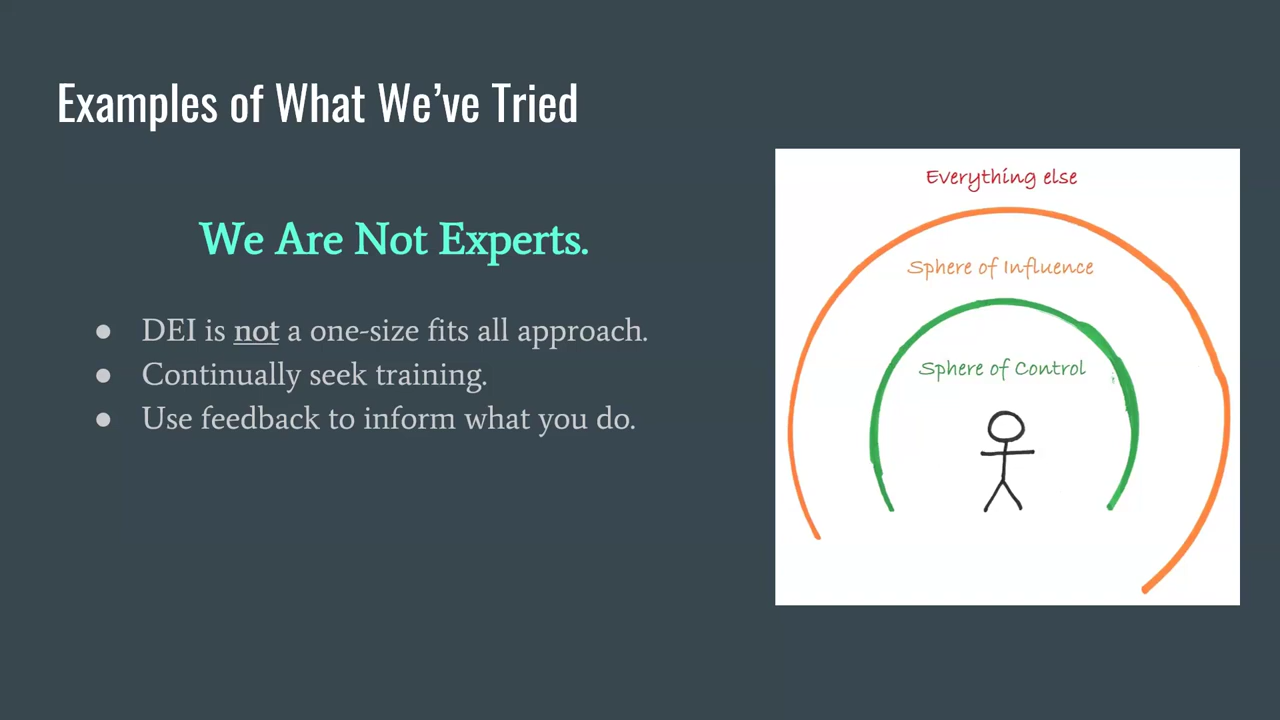 Examples of What We’ve Tried
We Are Not Experts.
● DEI is not a one-size fits all approach.
● Continually seek training.
● Use feedback to inform what you do.
Everything else
Sphere of Influence
Sphere of Control